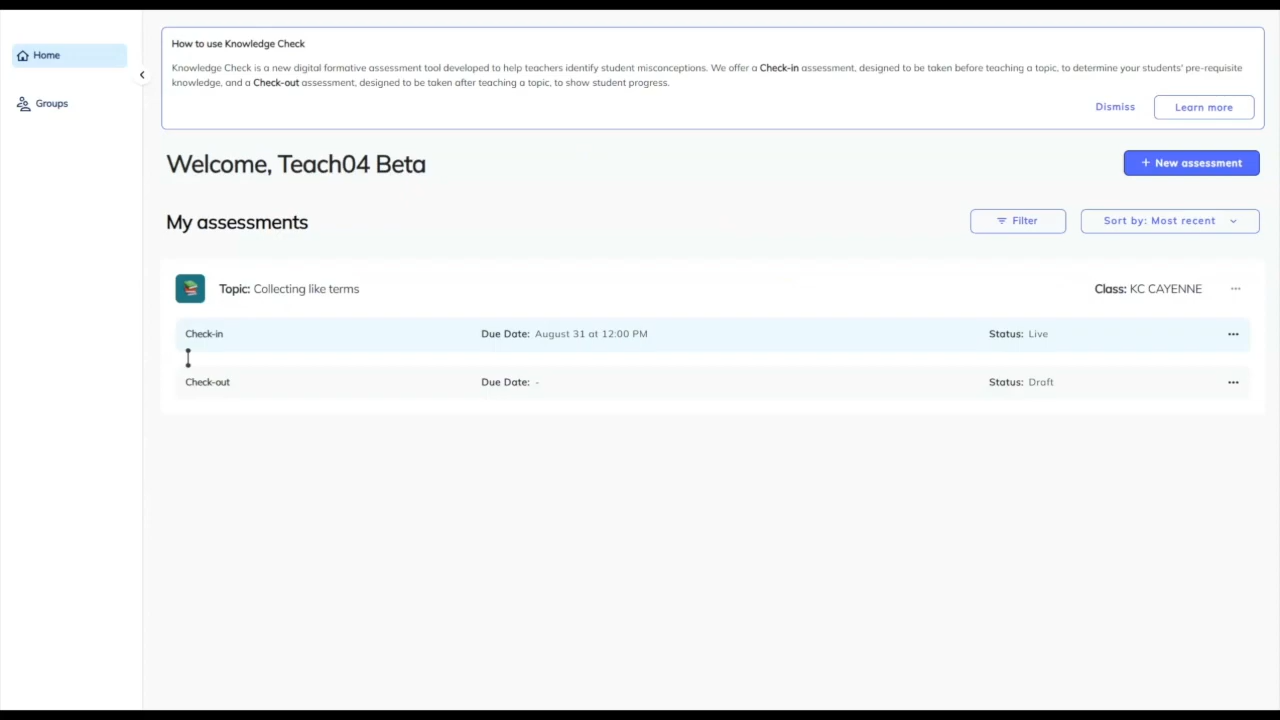 Home
Groups
How to use Knowledge Check
Knowledge Check is a new digital formative assessment tool developed to help teachers identify student misconceptions. We offer a Check-in assessment, designed to be taken before teaching a topic, to determine your students' pre-requisite
knowledge, and a Check-out assessment, designed to be taken after teaching a topic, to show student progress.
Dismiss
Learn more
Welcome, Teach04 Beta
+ New assessment
My assessments
Filter
Sort by: Most recent
Topic: Collecting like terms
Class: KC CAYENNE
Check-in
Due Date: August 31 at 12:00 PM
Status: Live
Check-out
Due Date: -
Status: Draft